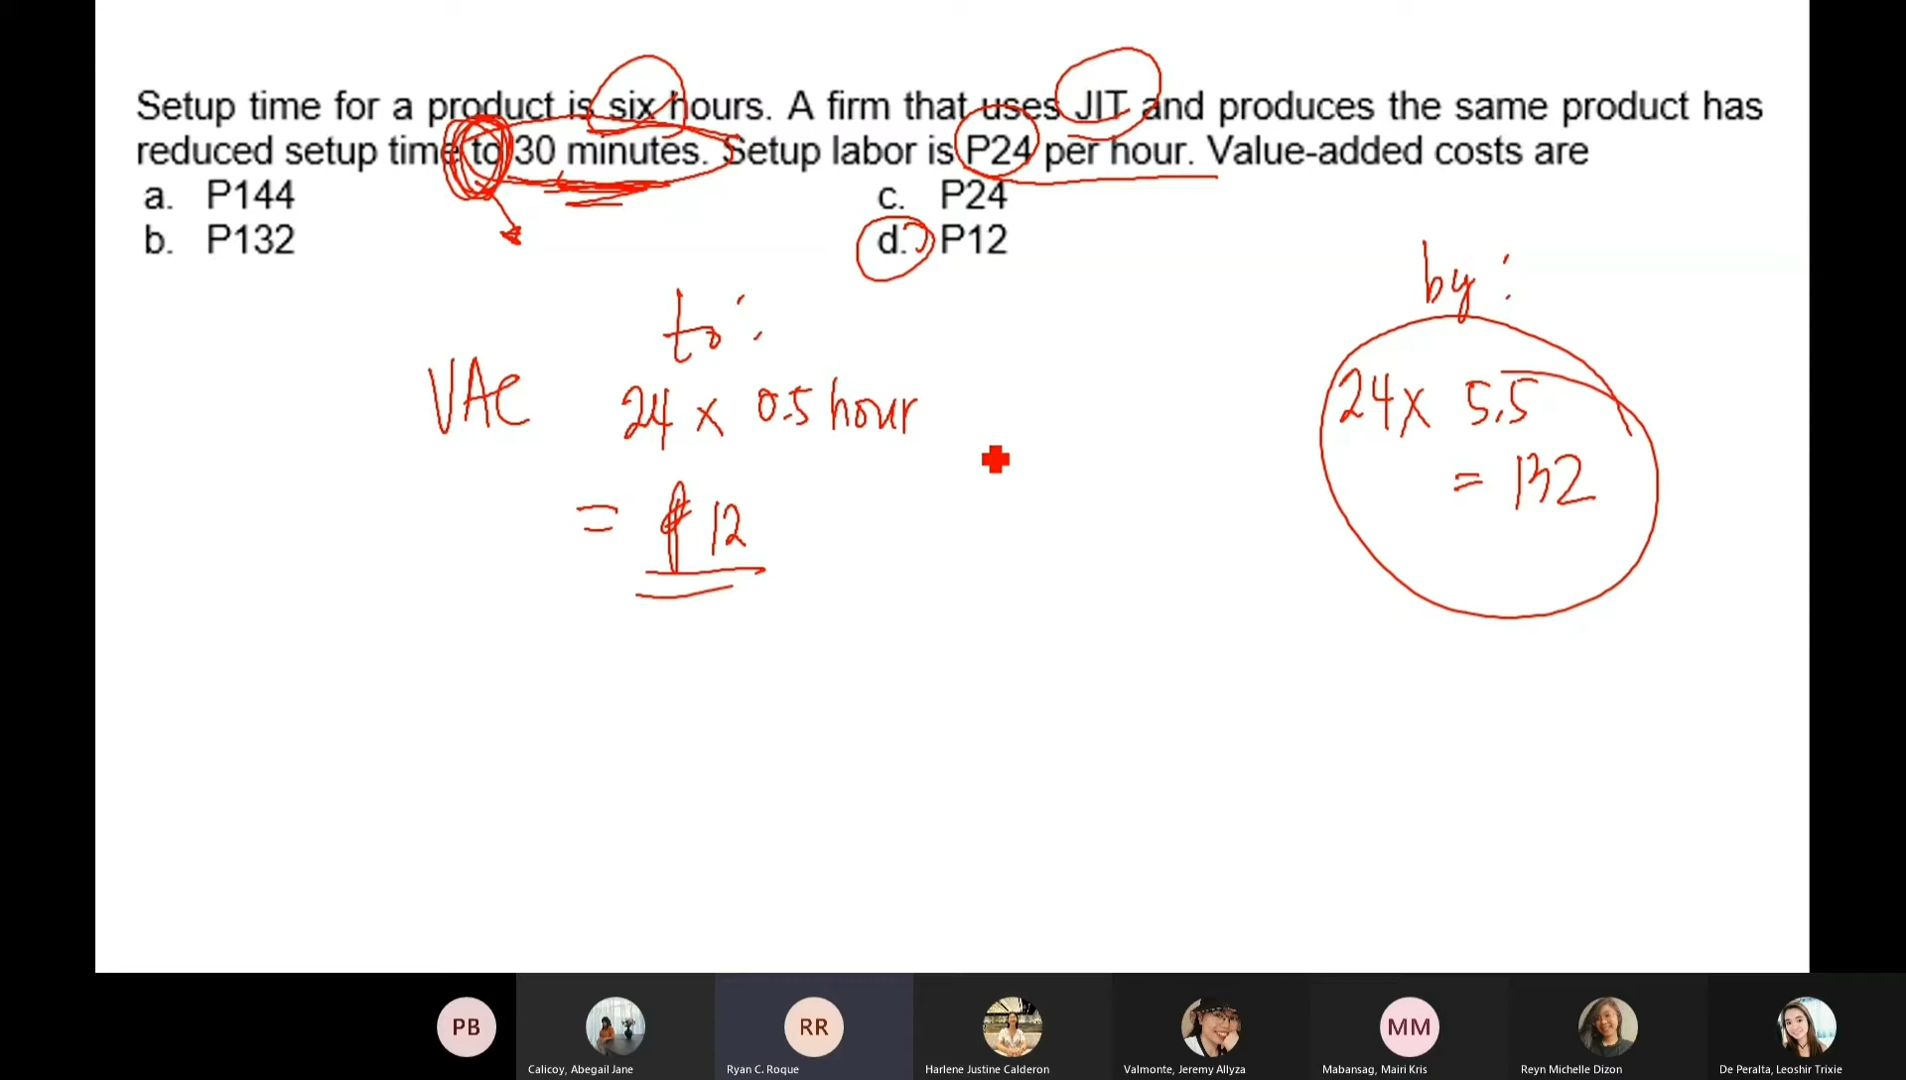 Setup time for a product is six hours. A firm that uses JIT and produces the same product has
reduced setup time to 30 minutes. Setup labor is P24 per hour. Value-added costs are
a. P144
c. P24
b. P132
d. P12
to:
by:
VAC 24 x 0.5 hour
= ₱ 12
24 x 5.5
= 132
PB
RR
MM
Calicoy, Abegail Jane
Ryan C. Roque
Harlene Justine Calderon
Valmonte, Jeremy Allyza
Mabansag, Mairi Kris
Reyn Michelle Dizon
De Peralta, Leoshir Trixie